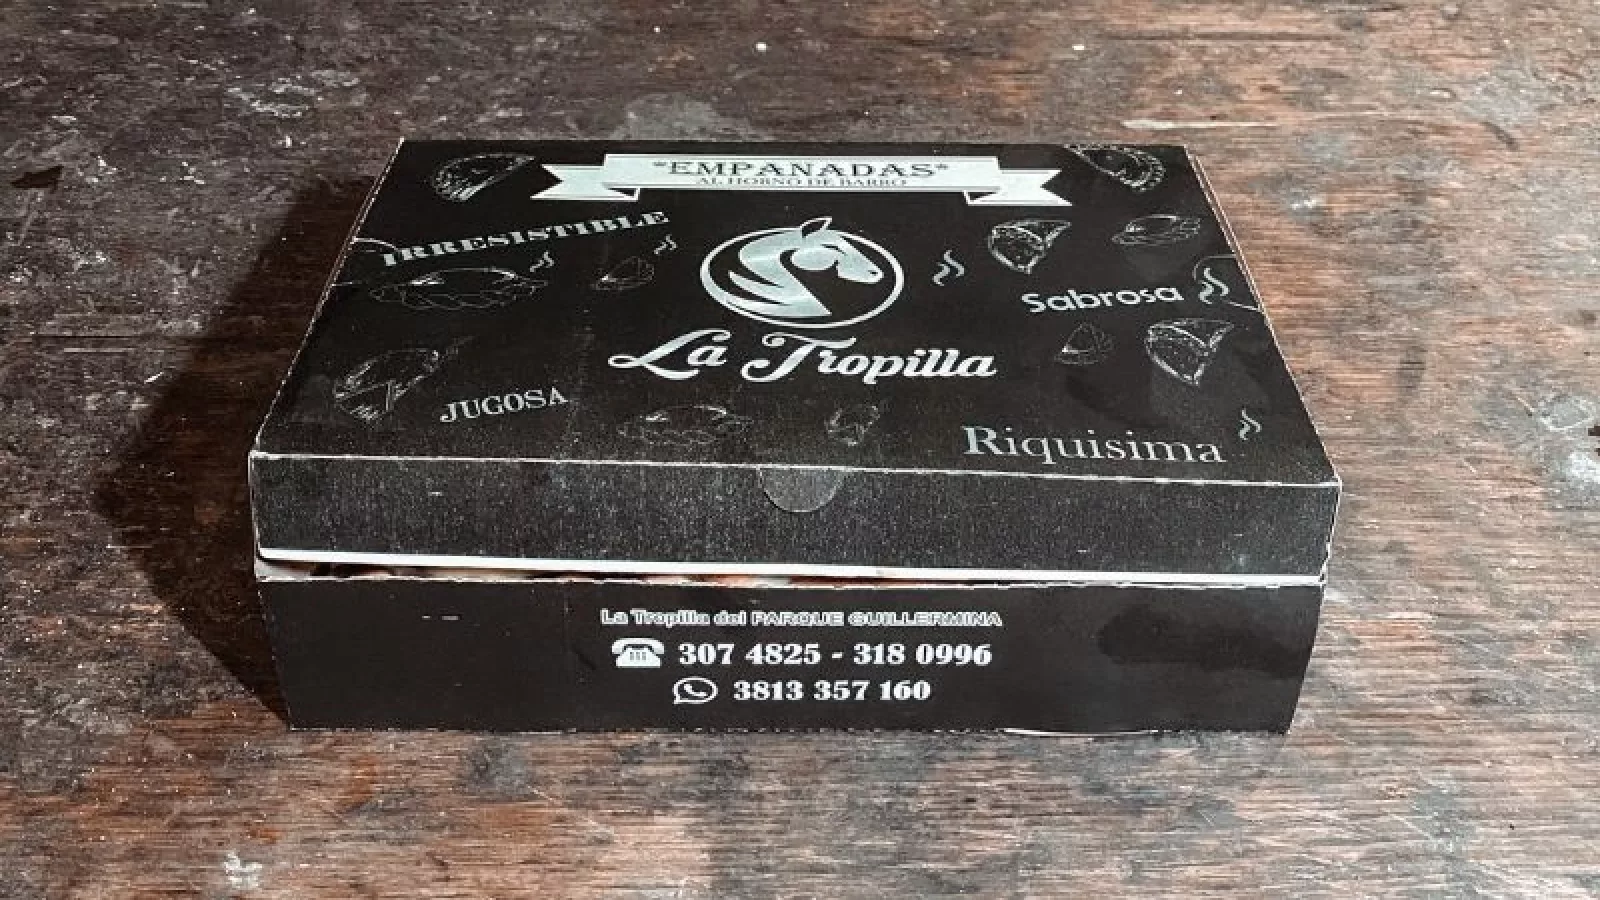 *EMPANADAS*
AL HORNO DE BARRO
IRRESISTIBLE
Sabrosa
La Tropilla
JUGOSA
Riquisima
La Tropilla del PARQUE GUILLERMINA
307 4825 - 318 0996
3813 357 160